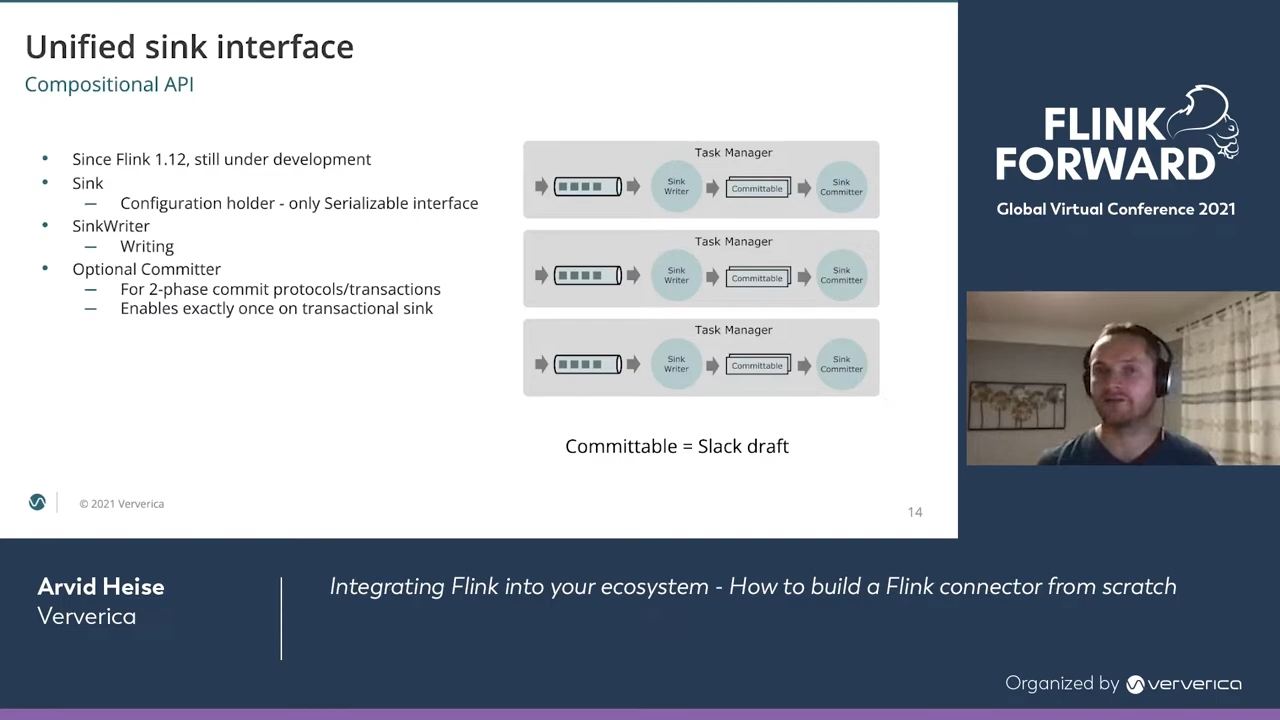 Unified sink interface
Compositional API
• Since Flink 1.12, still under development
• Sink
— Configuration holder - only Serializable interface
• SinkWriter
— Writing
• Optional Committer
— For 2-phase commit protocols/transactions
— Enables exactly once on transactional sink
Task Manager
Sink
Writer
Committable
Sink
Committer
Task Manager
Sink
Writer
Committable
Sink
Committer
Task Manager
Sink
Writer
Committable
Sink
Committer
Committable = Slack draft
© 2021 Ververica
14
FLINK
FORWARD
Global Virtual Conference 2021
Arvid Heise
Ververica
Integrating Flink into your ecosystem - How to build a Flink connector from scratch
Organized by ververica